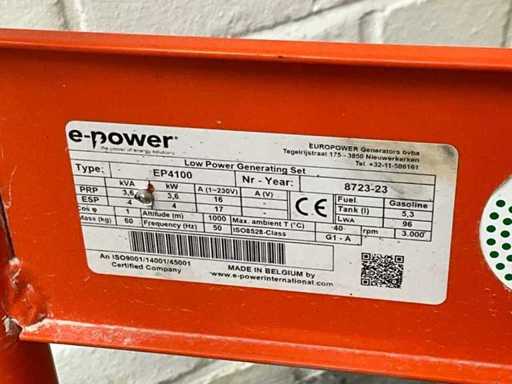 e-power
the power of energy solutions
EUROPOWER Generators bvba
Tegelrijstraat 175 - 3850 Nieuwerkerken
Tel. +32-11-586161
Low Power Generating Set
Type: EP4100 Nr - Year: 8723-23
kVA kW A (1~230V) A (V) CE Fuel Gasoline
PRP 3,6 3,6 16 Tank (l) 5,3
ESP 4 4 17 LWA 96
Cos φ 1 Altitude (m) 1000 Max. ambient T (°C) 40 rpm 3.000
Mass (kg) 60 Frequency (Hz) 50 ISO8528-Class G1 - A
An ISO9001/14001/45001
Certified Company
MADE IN BELGIUM by
www.e-powerinternational.com